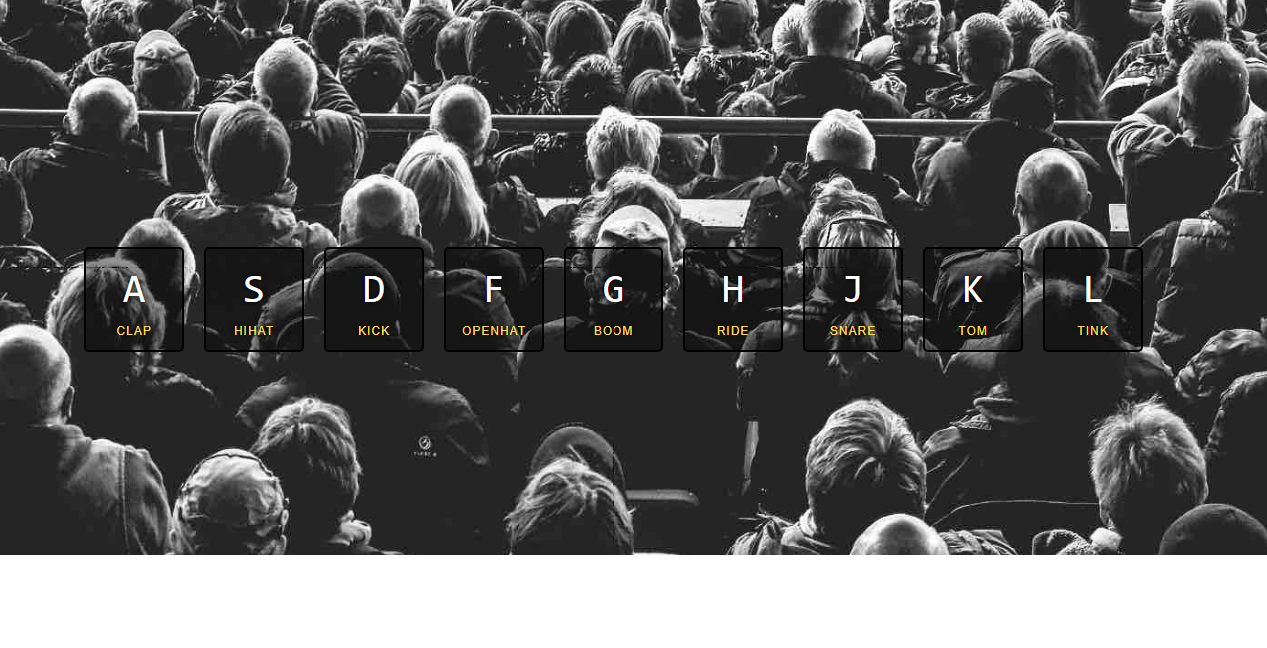 A S D F G H J K L
CLAP HIHAT KICK OPENHAT BOOM RIDE SNARE TOM TINK